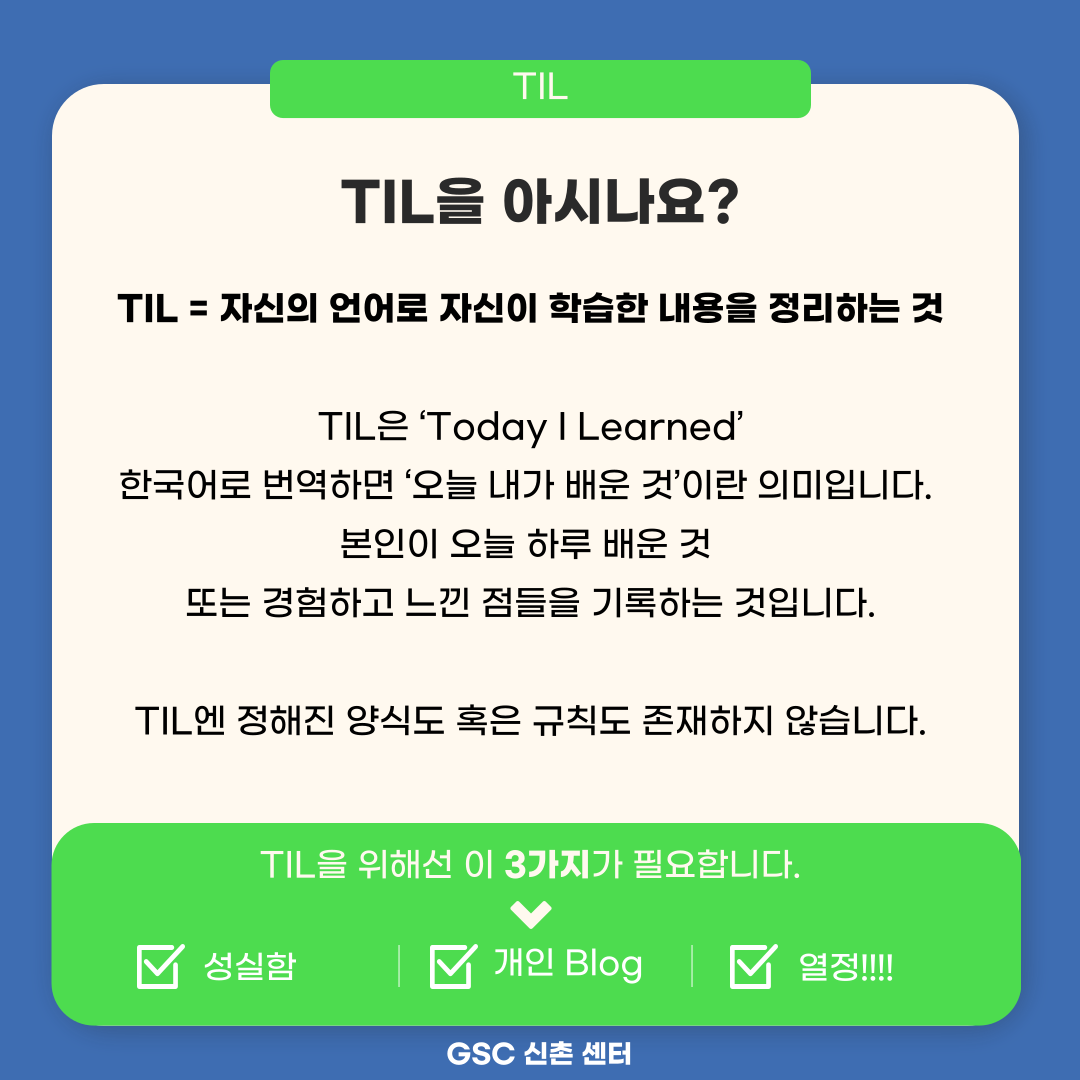 TIL
TIL을 아시나요?
TIL = 자신의 언어로 자신이 학습한 내용을 정리하는 것
TIL은 ‘Today I Learned’
한국어로 번역하면 ‘오늘 내가 배운 것’이란 의미입니다.
본인이 오늘 하루 배운 것
또는 경험하고 느낀 점들을 기록하는 것입니다.
TIL엔 정해진 양식도 혹은 규칙도 존재하지 않습니다.
TIL을 위해선 이 3가지가 필요합니다.
성실함
개인 Blog
열정!!!!
GSC 신촌 센터